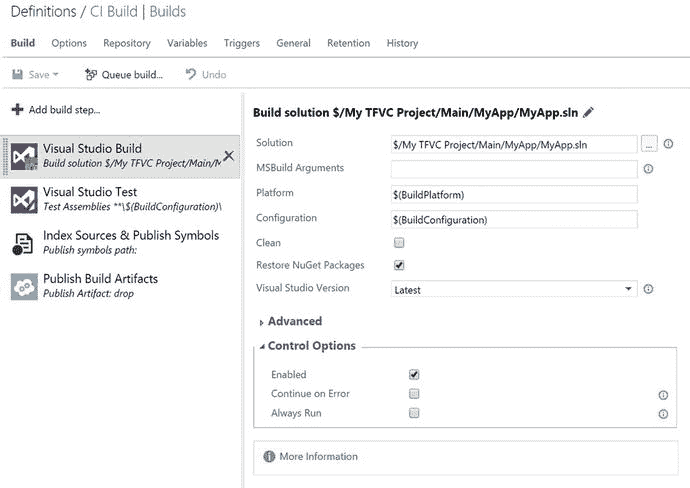 Definitions / CI Build | Builds
Build Options Repository Variables Triggers General Retention History
Save Queue build... Undo
Add build step...
Visual Studio Build
Build solution $/My TFVC Project/Main/M
Visual Studio Test
Test Assemblies **\$(BuildConfiguration)\
Index Sources & Publish Symbols
Publish symbols path:
Publish Build Artifacts
Publish Artifact: drop
Build solution $/My TFVC Project/Main/MyApp/MyApp.sln
Solution $/My TFVC Project/Main/MyApp/MyApp.sln ...
MSBuild Arguments
Platform $(BuildPlatform)
Configuration $(BuildConfiguration)
Clean
Restore NuGet Packages
Visual Studio Version Latest
Advanced
Control Options
Enabled
Continue on Error
Always Run
More Information